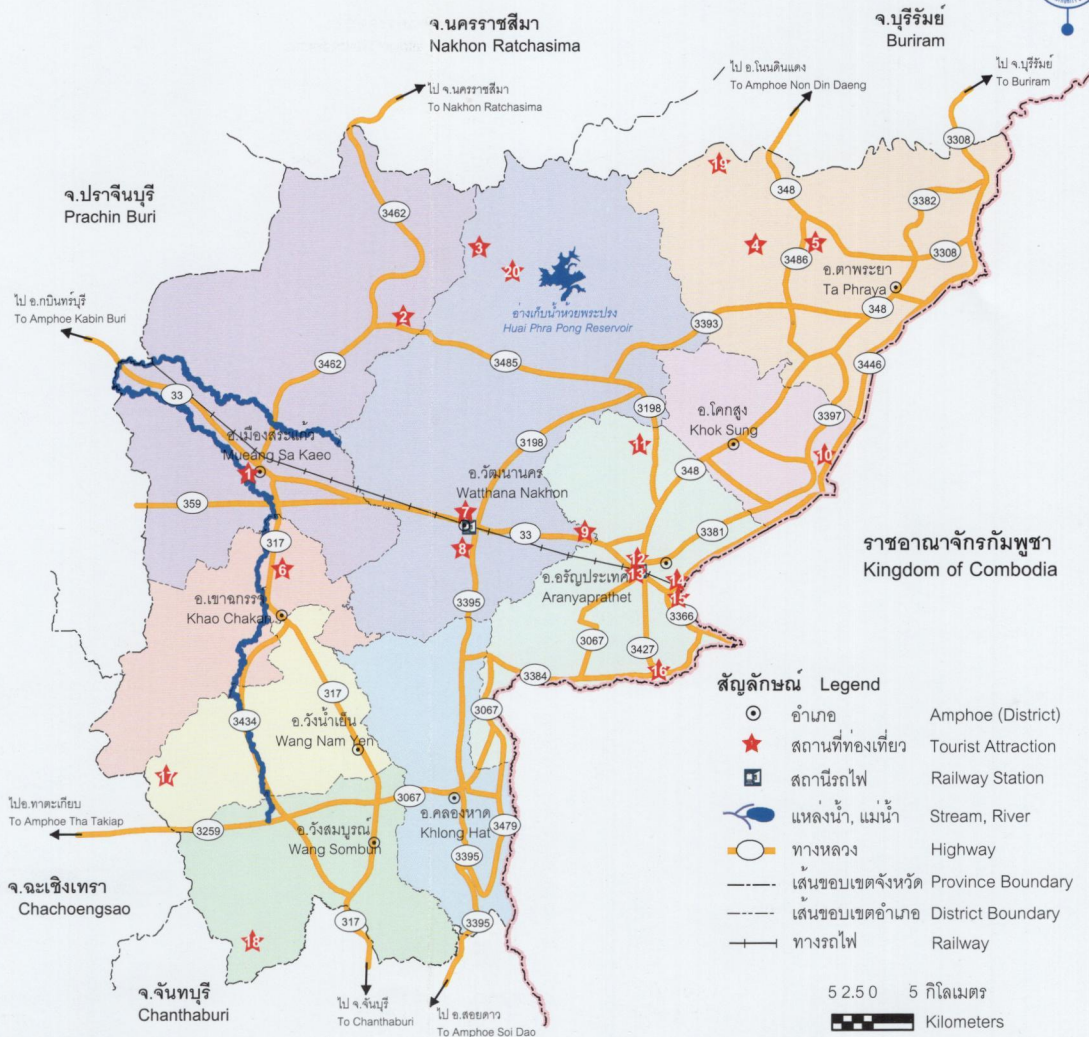 จ.นครราชสีมา
Nakhon Ratchasima
จ.บุรีรัมย์
Buriram
ไป จ.นครราชสีมา
To Nakhon Ratchasima
ไป อ.โนนดินแดง
To Amphoe Non Din Daeng
ไป จ.บุรีรัมย์
To Buriram
จ.ปราจีนบุรี
Prachin Buri
3308
19
348
3382
3462
3
20
4
5
3486
3308
อ.ตาพระยา
Ta Phraya
ไป อ.กบินทร์บุรี
To Amphoe Kabin Buri
อ่างเก็บน้ำห้วยพระปรง
Huai Phra Pong Reservoir
2
348
3393
3462
3485
3446
33
3198
อ.โคกสูง
Khok Sung
3397
อ.เมืองสระแก้ว
Mueang Sa Kaeo
3198
11
10
1
อ.วัฒนานคร
Watthana Nakhon
348
359
7
33
9
3381
317
8
12
ราชอาณาจักรกัมพูชา
Kingdom of Combodia
6
13
อ.อรัญประเทศ
Aranyaprathet
14
15
อ.เขาฉกรรจ์
Khao Chakan
3395
3366
3067
3427
16
3384
317
3067
3434
อ.วังน้ำเย็น
Wang Nam Yen
17
ไปอ.ทาตะเกียบ
To Amphoe Tha Takiap
3067
3259
อ.คลองหาด
Khlong Hat
3479
อ.วังสมบูรณ์
Wang Sombun
3395
จ.ฉะเชิงเทรา
Chachoengsao
18
317
3395
จ.จันทบุรี
Chanthaburi
ไป จ.จันบุรี
To Chanthaburi
ไป อ.สอยดาว
To Amphoe Soi Dao
สัญลักษณ์ Legend
อำเภอ Amphoe (District)
สถานที่ท่องเที่ยว Tourist Attraction
สถานีรถไฟ Railway Station
แหล่งน้ำ, แม่น้ำ Stream, River
ทางหลวง Highway
เส้นขอบเขตจังหวัด Province Boundary
เส้นขอบเขตอำเภอ District Boundary
ทางรถไฟ Railway
5 2.5 0 5 กิโลเมตร
Kilometers